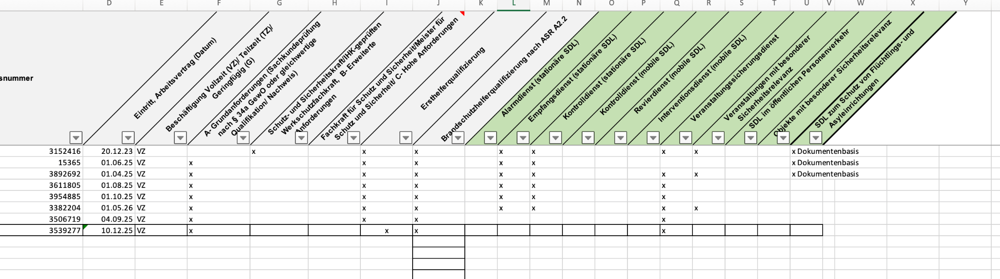 D E F G H I J K L M N O P Q R S T U V W X Y
snummer
Eintritt, Arbeitsvertrag (Datum)
Beschäftigung Vollzeit (VZ)/ Teilzeit (TZ)/
Geringfügig (G)
A- Grundanforderungen (Sachkundeprüfung
nach § 34a GewO oder gleichwertige
Qualifikation/ Nachweis)
Schutz- und Sicherheitskraft/IHK-geprüften
Werkschutzfachkraft, B- Erweiterte
Anforderungen
Fachkraft für Schutz und Sicherheit/Meister für
Schutz und Sicherheit/ C- Hohe Anforderungen
Ersthelferqualifizierung
Brandschutzhelferqualifizierung nach ASR A2.2
Alarmdienst (stationäre SDL)
Empfangsdienst (stationäre SDL)
Kontrolldienst (stationäre SDL)
Kontrolldienst (mobile SDL)
Revierdienst (mobile SDL)
Interventionsdienst (mobile SDL)
Veranstaltungssicherungsdienst
Veranstaltungen mit besonderer
Sicherheitsrelevanz
SDL im öffentlichen Personenverkehr
Objekte mit besonderer Sicherheitsrelevanz
SDL zum Schutz von Flüchtlings- und
Asyleinrichtungen
3152416 20.12.23 VZ x x x x x x x x Dokumentenbasis
15365 01.06.25 VZ x x x x x x Dokumentenbasis
3892692 01.04.25 VZ x x x x x x x x Dokumentenbasis
3611805 01.08.25 VZ x x x x x x
3954885 01.10.25 VZ x x x x x x
3382204 01.05.26 VZ x x x x x x x
3506719 04.09.25 VZ x x x x
3539277 10.12.25 VZ x x x x